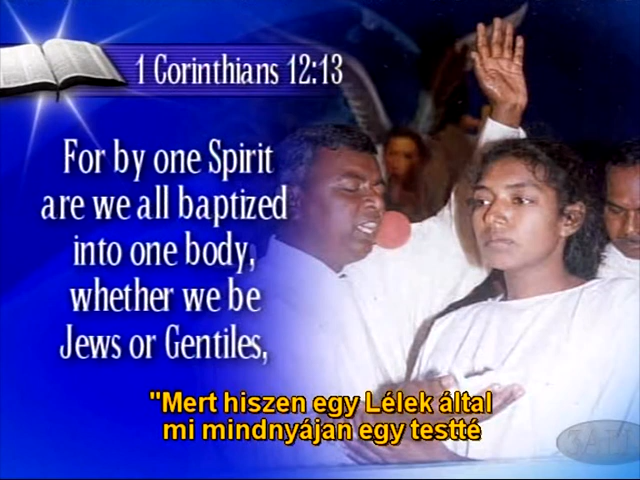 1 Corinthians 12:13
For by one Spirit
are we all baptized
into one body,
whether we be
Jews or Gentiles,
"Mert hiszen egy Lélek által
mi mindnyájan egy testté